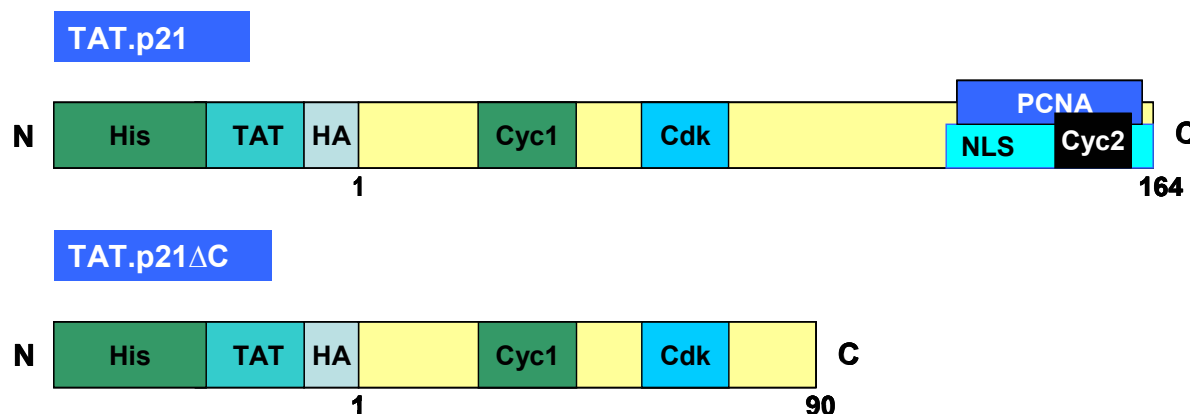 TAT.p21
PCNA
N His TAT HA Cyc1 Cdk NLS Cyc2 C
1 164
TAT.p21ΔC
N His TAT HA Cyc1 Cdk C
1 90